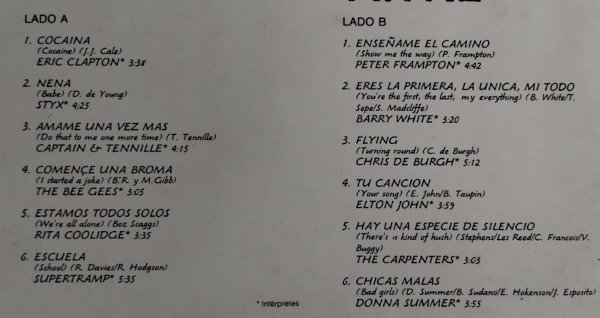 LADO A
1. COCAINA
(Cocaine) (J.J. Cale)
ERIC CLAPTON* 3:38
2. NENA
(Babe) (D. de Young)
STYX* 4:25
3. AMAME UNA VEZ MAS
(Do that to me one more time) (T. Tennille)
CAPTAIN & TENNILLE* 4:15
4. COMENCE UNA BROMA
(I started a joke) (B.R. y M.Gibb)
THE BEE GEES* 3:05
5. ESTAMOS TODOS SOLOS
(We're all alone) (Boz Scaggs)
RITA COOLIDGE* 3:35
6. ESCUELA
(School) (R. Davies/R. Hodgson)
SUPERTRAMP* 5:35
LADO B
1. ENSEÑAME EL CAMINO
(Show me the way) (P. Frampton)
PETER FRAMPTON* 4:42
2. ERES LA PRIMERA, LA UNICA, MI TODO
(You're the first, the last, my everything) (B. White/T.
Sepe/S. Madcliffe)
BARRY WHITE* 3:20
3. FLYING
(Turning round) (C. de Burgh)
CHRIS DE BURGH* 5:12
4. TU CANCION
(Your song) (E. John/B. Taupin)
ELTON JOHN* 3:59
5. HAY UNA ESPECIE DE SILENCIO
(There's a kind of hush) (Stephens/Les Reed/C. Francois/V.
Buggy)
THE CARPENTERS* 3:03
6. CHICAS MALAS
(Bad girls) (D. Summer/B. Sudano/E. Hokenson/J. Esposito)
DONNA SUMMER* 3:55
* Intérpretes